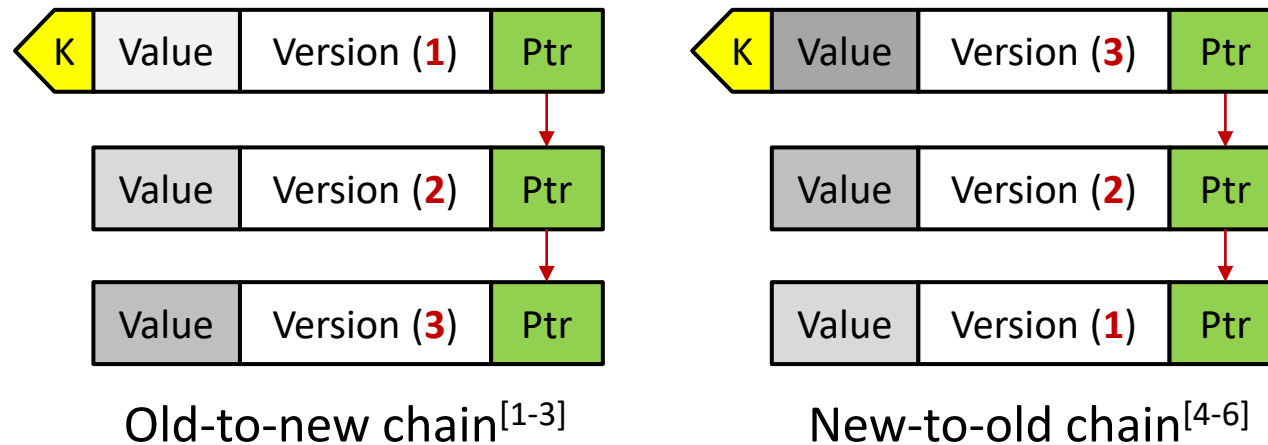 K Value Version (1) Ptr
Value Version (2) Ptr
Value Version (3) Ptr
Old-to-new chain[1-3]
K Value Version (3) Ptr
Value Version (2) Ptr
Value Version (1) Ptr
New-to-old chain[4-6]